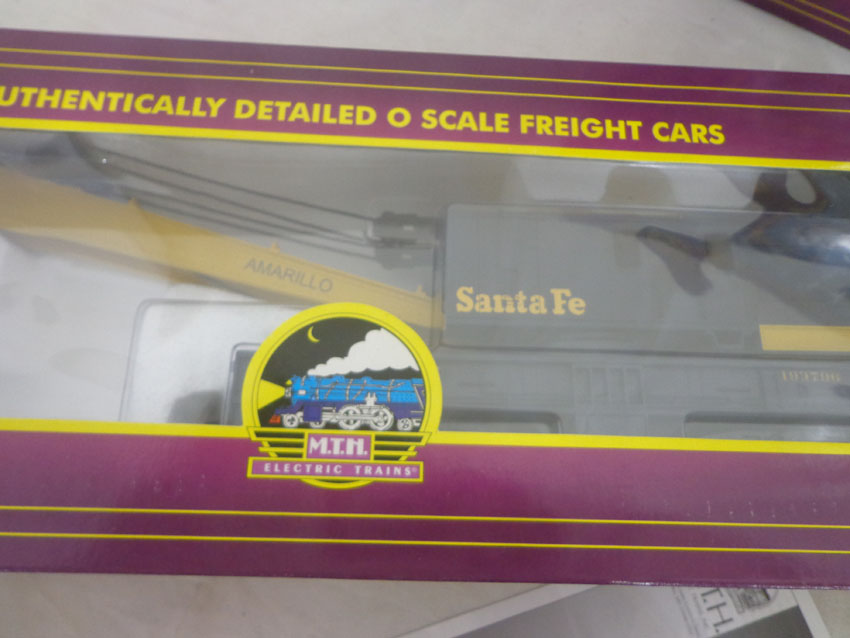 UTHENTICALLY DETAILED O SCALE FREIGHT CARS
AMARILLO
Santa Fe
M.T.H.
ELECTRIC TRAINS®
T.H.